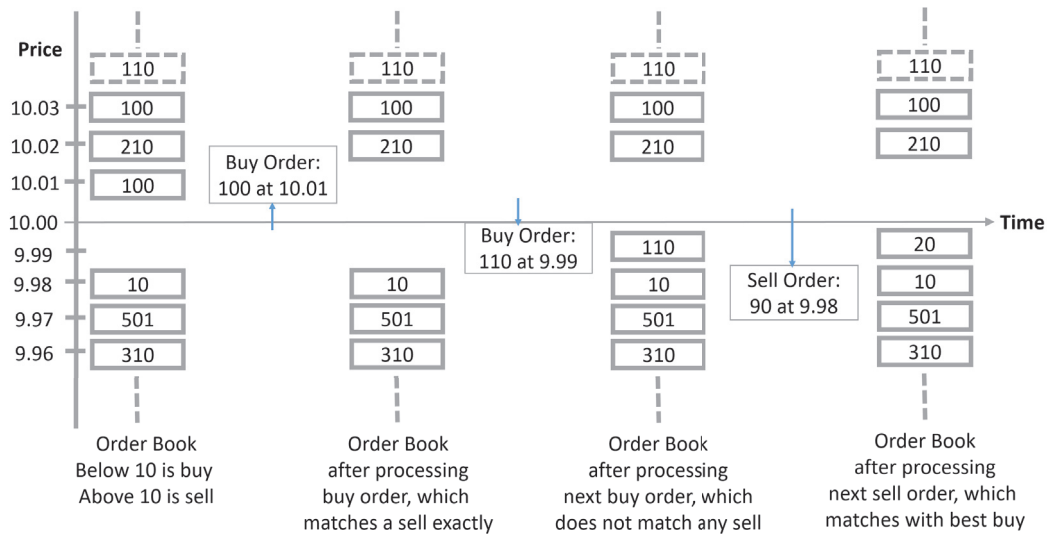 Price
10.03
10.02
10.01
10.00
9.99
9.98
9.97
9.96
110
100
210
100
10
501
310
Order Book
Below 10 is buy
Above 10 is sell
Buy Order:
100 at 10.01
110
100
210
10
501
310
Order Book
after processing
buy order, which
matches a sell exactly
Buy Order:
110 at 9.99
110
100
210
110
10
501
310
Order Book
after processing
next buy order, which
does not match any sell
Sell Order:
90 at 9.98
110
100
210
20
10
501
310
Order Book
after processing
next sell order, which
matches with best buy
Time